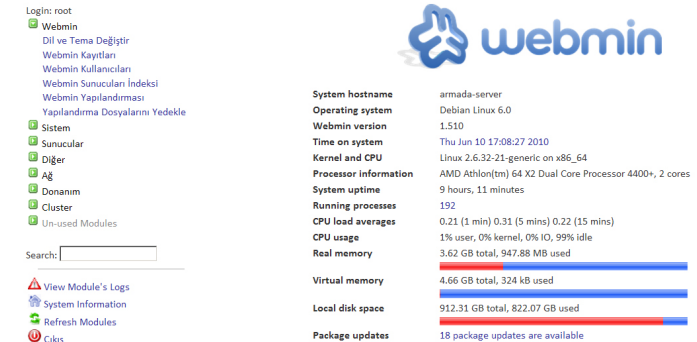 Login: root
Webmin
Dil ve Tema Değiştir
Webmin Kayıtları
Webmin Kullanıcıları
Webmin Sunucuları İndeksi
Webmin Yapılandırması
Yapılandırma Dosyalarını Yedekle
Sistem
Sunucular
Diğer
Ağ
Donanım
Cluster
Un-used Modules
Search:
View Module's Logs
System Information
Refresh Modules
Çıkış
webmin
System hostname armada-server
Operating system Debian Linux 6.0
Webmin version 1.510
Time on system Thu Jun 10 17:08:27 2010
Kernel and CPU Linux 2.6.32-21-generic on x86_64
Processor information AMD Athlon(tm) 64 X2 Dual Core Processor 4400+, 2 cores
System uptime 9 hours, 11 minutes
Running processes 192
CPU load averages 0.21 (1 min) 0.31 (5 mins) 0.22 (15 mins)
CPU usage 1% user, 0% kernel, 0% IO, 99% idle
Real memory 3.62 GB total, 947.88 MB used
Virtual memory 4.66 GB total, 324 kB used
Local disk space 912.31 GB total, 822.07 GB used
Package updates 18 package updates are available